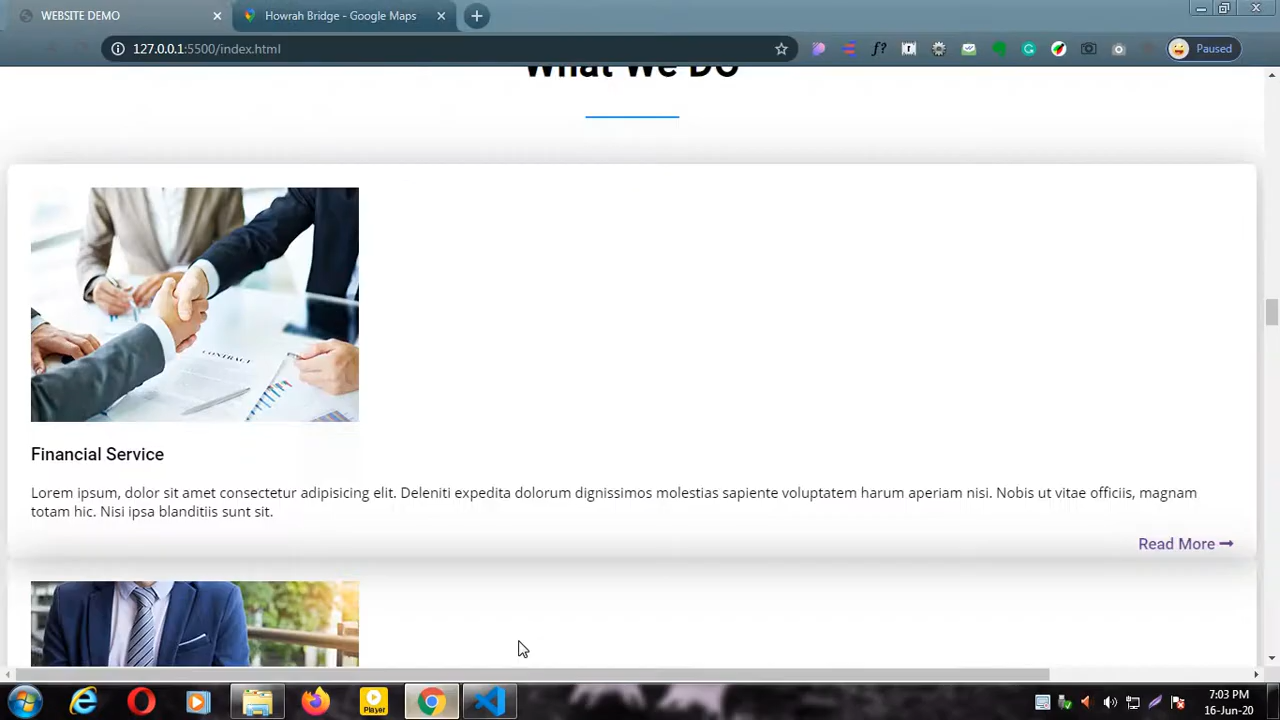 WEBSITE DEMO
Howrah Bridge - Google Maps
127.0.0.1:5500/index.html
f?
Paused
What We DO
CONTRACT
Financial Service
Lorem ipsum, dolor sit amet consectetur adipisicing elit. Deleniti expedita dolorum dignissimos molestias sapiente voluptatem harum aperiam nisi. Nobis ut vitae officiis, magnam
totam hic. Nisi ipsa blanditiis sunt sit.
Read More
Player
7:03 PM
16-Jun-20